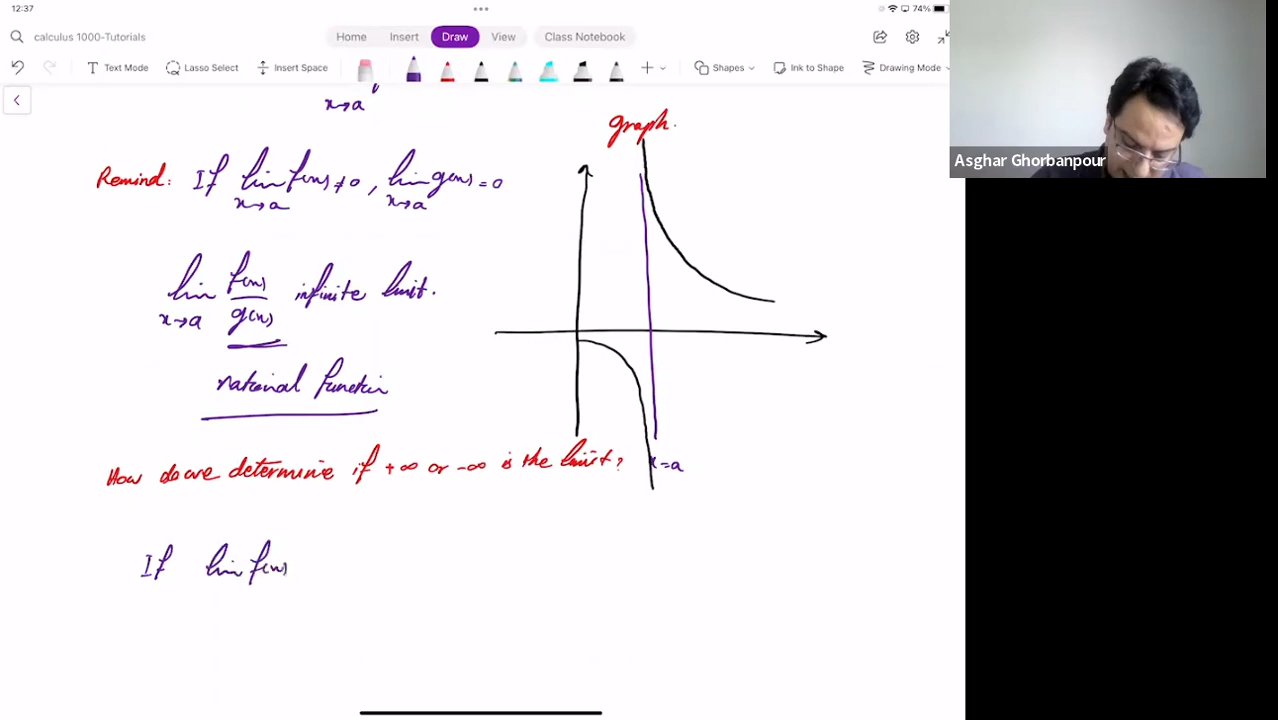 12:37
74%
calculus 1000-Tutorials
Home Insert Draw View Class Notebook
Text Mode Lasso Select Insert Space Shapes Ink to Shape Drawing Mode
x→a
graph.
Asghar Ghorbanpour
Remind: If lim f(x) ≠ 0, lim g(x) = 0
x→a x→a
lim f(x)/g(x) infinite limit.
x→a
rational function
How do we determine if +∞ or -∞ is the limit?
x=a
If lim f(x)